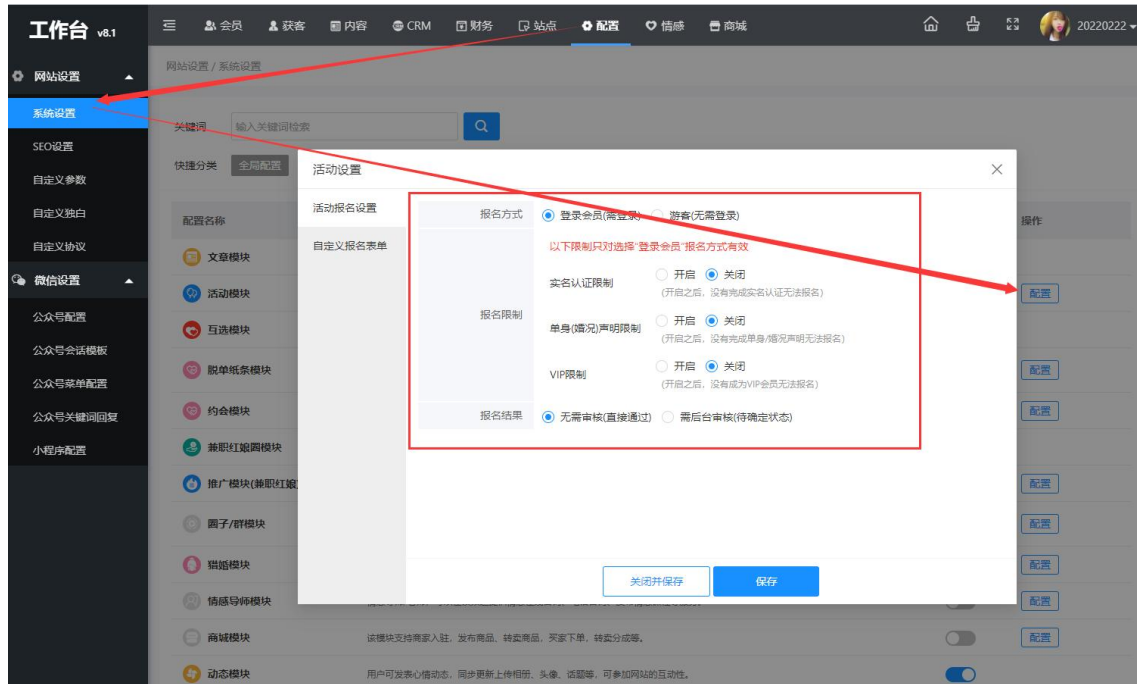 工作台 v8.1
会员 获客 内容 CRM 财务 站点 配置 情感 商城
20220222
网站设置
系统设置
SEO设置
自定义参数
自定义独白
自定义协议
微信设置
公众号配置
公众号会话模板
公众号菜单配置
公众号关键词回复
小程序配置
网站设置 / 系统设置
关键词 输入关键词检索
快捷分类 全局配置
配置名称 操作
文章模块
活动模块 配置
互选模块
脱单纸条模块 配置
约会模块 配置
兼职红娘圈模块
推广模块(兼职红娘) 配置
圈子/群模块 配置
猎婚模块 配置
情感导师模块 配置
商城模块 该模块支持商家入驻，发布商品，转卖商品，买家下单，转卖分成等。 配置
动态模块 用户可发表心情动态，同步更新上传相册、头像、话题等，可参加网站的互动性。
活动设置
活动报名设置
自定义报名表单
报名方式 登录会员(需登录) 游客(无需登录)
报名限制
以下限制只对选择"登录会员"报名方式有效
实名认证限制 开启 关闭
(开启之后，没有完成实名认证无法报名)
单身(婚况)声明限制 开启 关闭
(开启之后，没有完成单身/婚况声明无法报名)
VIP限制 开启 关闭
(开启之后，没有成为VIP会员无法报名)
报名结果 无需审核(直接通过) 需后台审核(待确定状态)
关闭并保存 保存